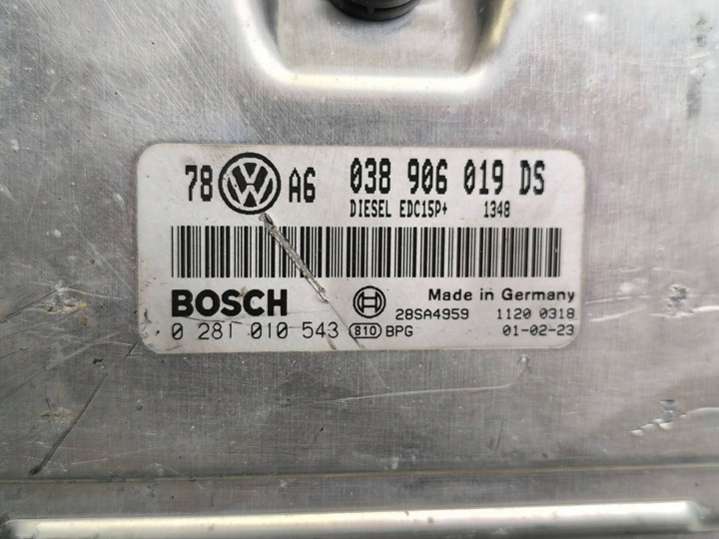 78 VW A6 038 906 019 DS
DIESEL EDC15P+ 1348
BOSCH Made in Germany
28SA4959 1120 0318
0 281 010 543 810 BPG 01-02-23